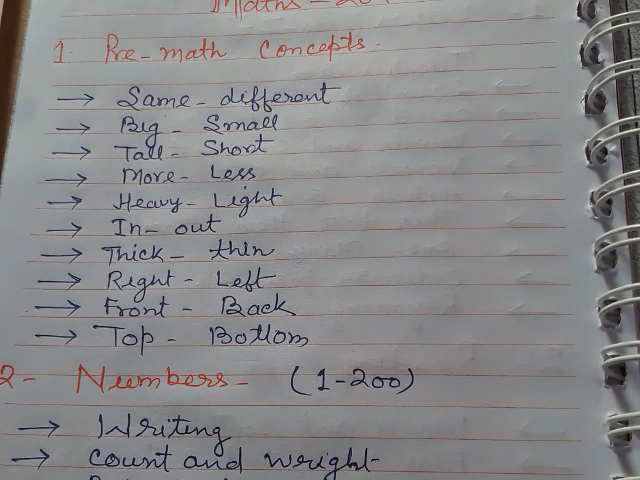 Maths -
1. Pre-math concepts.
→ Same - different
→ Big - Small
→ Tall - Short
→ More - Less
→ Heavy - Light
→ In - out
→ Thick - thin
→ Right - Left
→ Front - Back
→ Top - Bottom
2 - Numbers - (1-200)
→ Writing
→ Count and wright